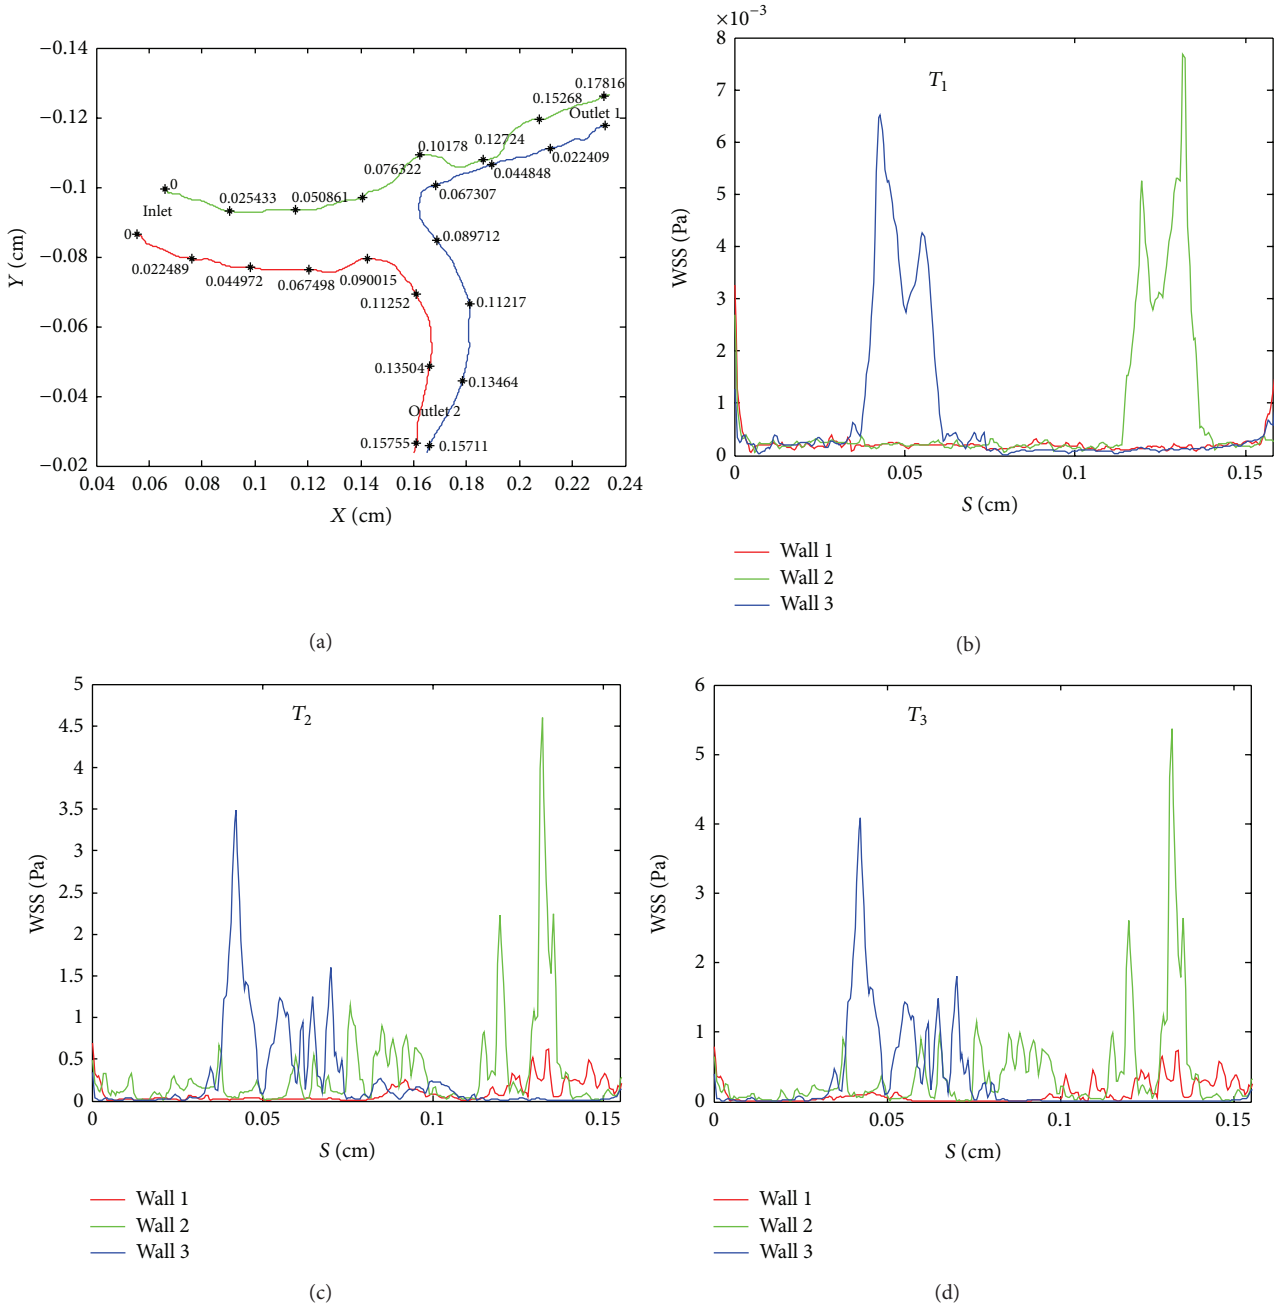 −0.14
−0.12
−0.1
−0.08
−0.06
−0.04
−0.02
Y (cm)
0.04 0.06 0.08 0.1 0.12 0.14 0.16 0.18 0.2 0.22 0.24
X (cm)
0.17816
0.15268
Outlet 1
0.12724
0.10178
0.022409
0.076322
0.044848
0
0.025433
0.050861
0.067307
Inlet
0
0.089712
0.022489
0.044972
0.067498
0.090015
0.11252
0.11217
0.13504
0.13464
Outlet 2
0.15755
0.15711
(a)
×10−3
8
7
6
5
4
3
2
1
0
WSS (Pa)
T1
0 0.05 0.1 0.15
S (cm)
Wall 1
Wall 2
Wall 3
(b)
5
4.5
4
3.5
3
2.5
2
1.5
1
0.5
0
WSS (Pa)
T2
0 0.05 0.1 0.15
S (cm)
Wall 1
Wall 2
Wall 3
(c)
6
5
4
3
2
1
0
WSS (Pa)
T3
0 0.05 0.1 0.15
S (cm)
Wall 1
Wall 2
Wall 3
(d)